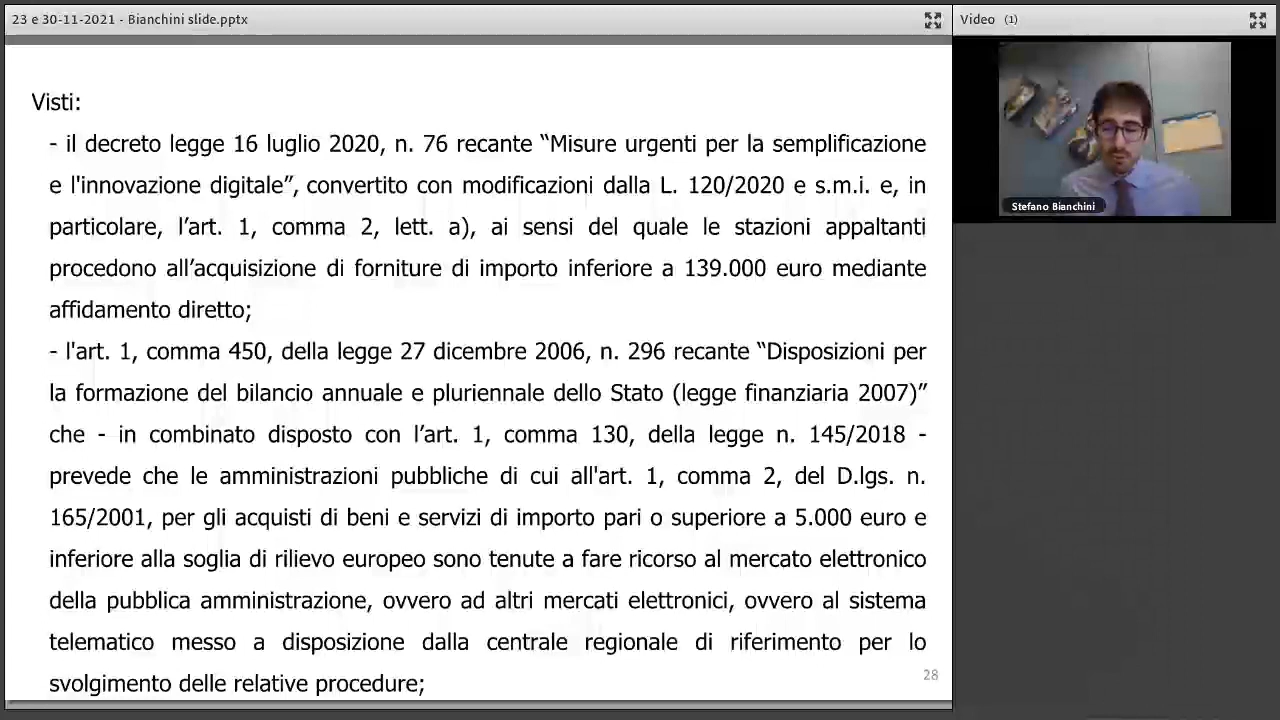 23 e 30-11-2021 - Bianchini slide.pptx
Video (1)
Stefano Bianchini
Visti:
- il decreto legge 16 luglio 2020, n. 76 recante “Misure urgenti per la semplificazione
e l'innovazione digitale”, convertito con modificazioni dalla L. 120/2020 e s.m.i. e, in
particolare, l’art. 1, comma 2, lett. a), ai sensi del quale le stazioni appaltanti
procedono all’acquisizione di forniture di importo inferiore a 139.000 euro mediante
affidamento diretto;
- l'art. 1, comma 450, della legge 27 dicembre 2006, n. 296 recante “Disposizioni per
la formazione del bilancio annuale e pluriennale dello Stato (legge finanziaria 2007)”
che - in combinato disposto con l’art. 1, comma 130, della legge n. 145/2018 -
prevede che le amministrazioni pubbliche di cui all'art. 1, comma 2, del D.lgs. n.
165/2001, per gli acquisti di beni e servizi di importo pari o superiore a 5.000 euro e
inferiore alla soglia di rilievo europeo sono tenute a fare ricorso al mercato elettronico
della pubblica amministrazione, ovvero ad altri mercati elettronici, ovvero al sistema
telematico messo a disposizione dalla centrale regionale di riferimento per lo
svolgimento delle relative procedure;
28